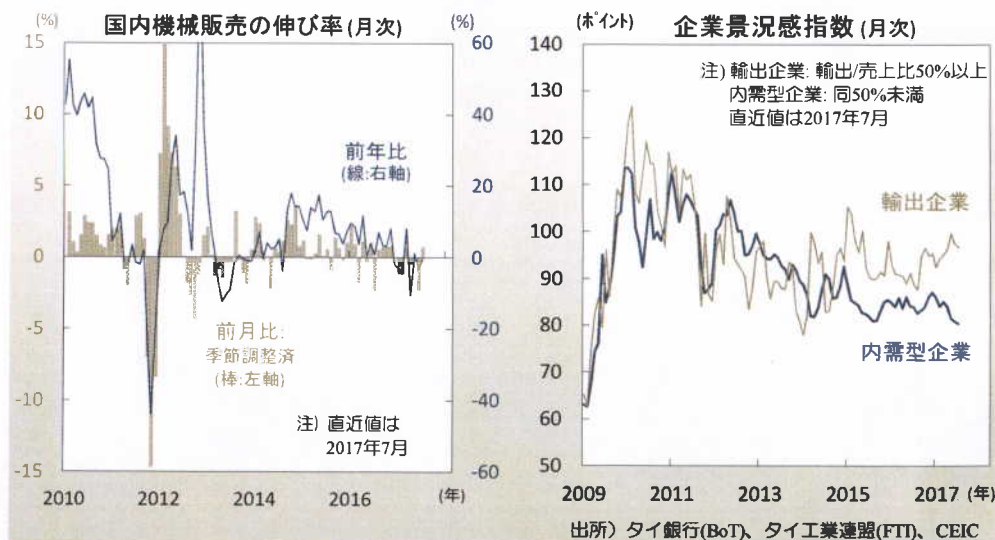 国内機械販売の伸び率 (月次)
(%)
(%)
15
10
5
0
-5
-10
-15
60
40
20
0
-20
-40
-60
前年比
(線:右軸)
前月比:
季節調整済
(棒:左軸)
注) 直近値は
2017年7月
2010
2012
2014
2016
(年)
企業景況感指数 (月次)
(ポイント)
140
130
120
110
100
90
80
70
60
50
注) 輸出企業: 輸出/売上比50%以上
内需型企業: 同50%未満
直近値は2017年7月
輸出企業
内需型企業
2009
2011
2013
2015
2017
(年)
出所) タイ銀行(BoT)、タイ工業連盟(FTI)、CEIC